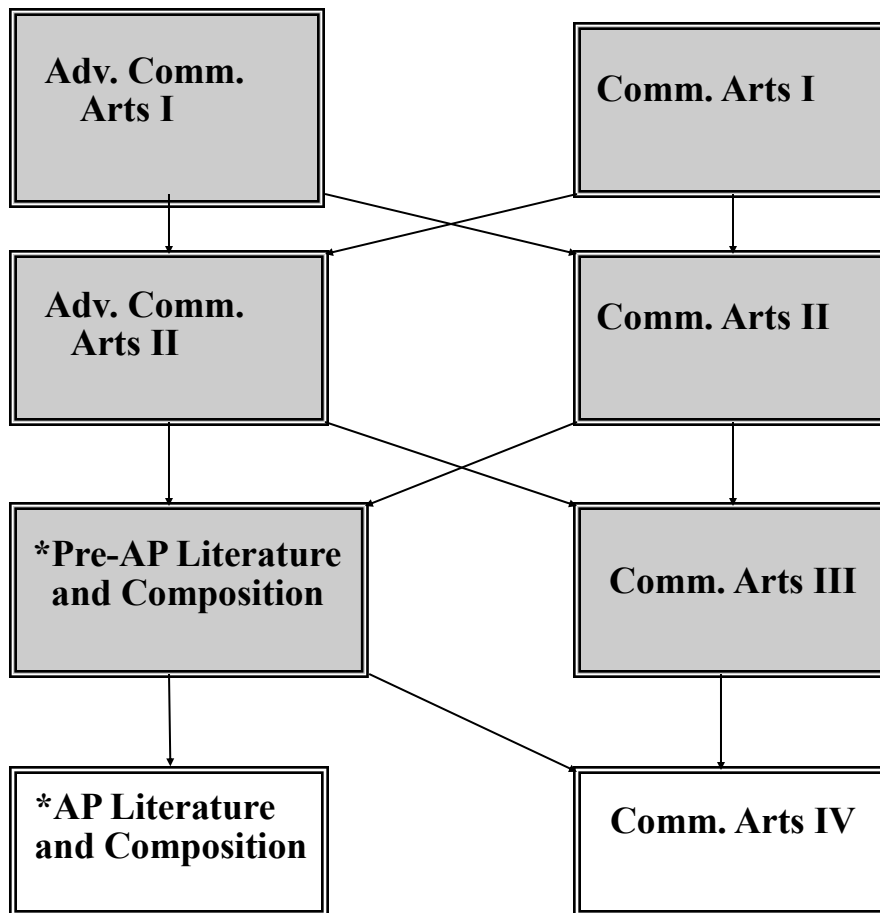 Adv. Comm.
Arts I
Comm. Arts I
Adv. Comm.
Arts II
Comm. Arts II
*Pre-AP Literature
and Composition
Comm. Arts III
*AP Literature
and Composition
Comm. Arts IV